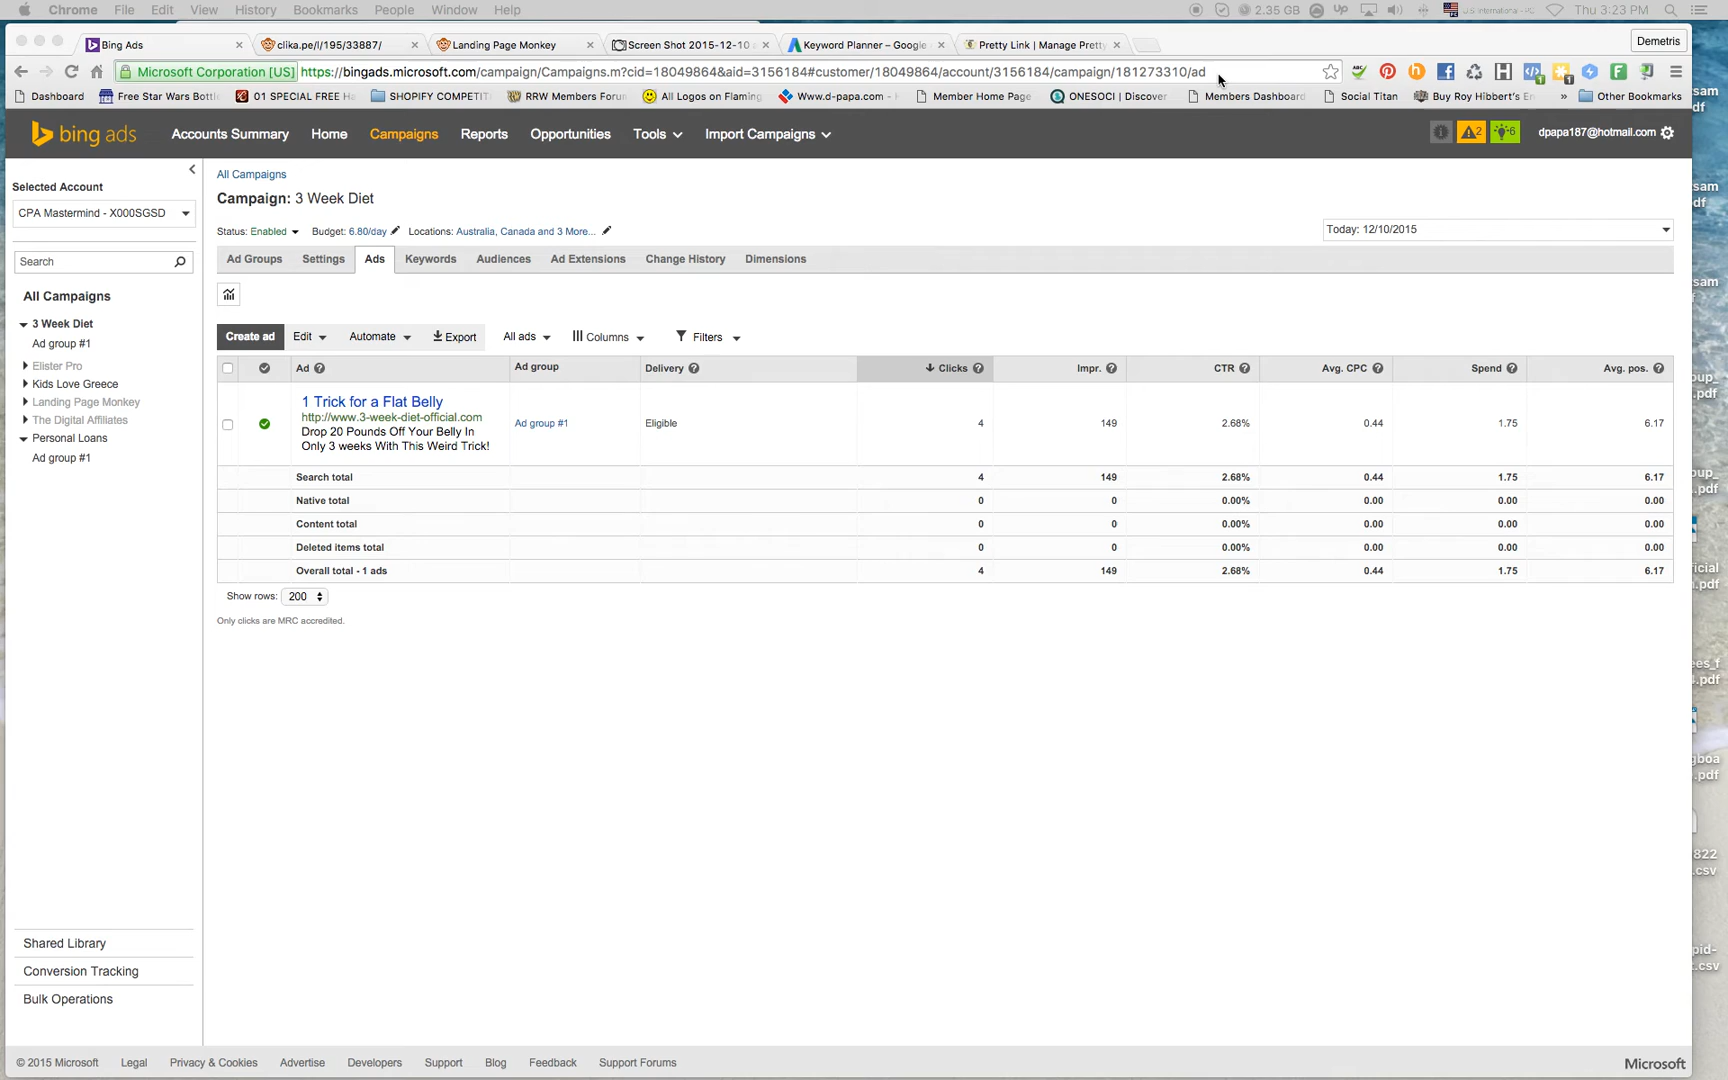 Chrome File Edit View History Bookmarks People Window Help 2.35 GB Thu 3:23 PM
Bing Ads clika.pe/l/195/33887/ Landing Page Monkey Screen Shot 2015-12-10 Keyword Planner – Google Pretty Link | Manage Pretty Demetris
Microsoft Corporation [US] https://bingads.microsoft.com/campaign/Campaigns.m?cid=18049864&aid=3156184#customer/18049864/account/3156184/campaign/181273310/ad
Dashboard Free Star Wars Bottl 01 SPECIAL FREE SHOPIFY COMPETIT RRW Members Forum All Logos on Flaming Www.d-papa.com - Member Home Page ONESOCI | Discover Members Dashboard Social Titan Buy Roy Hibbert's » Other Bookmarks
bing ads Accounts Summary Home Campaigns Reports Opportunities Tools Import Campaigns 2 6 dpapa187@hotmail.com
All Campaigns
Selected Account
Campaign: 3 Week Diet
CPA Mastermind - X000SGSD
Status: Enabled Budget: 6.80/day Locations: Australia, Canada and 3 More... Today: 12/10/2015
Search
Ad Groups Settings Ads Keywords Audiences Ad Extensions Change History Dimensions
All Campaigns
3 Week Diet
Ad group #1
Elister Pro
Kids Love Greece
Landing Page Monkey
The Digital Affiliates
Personal Loans
Ad group #1
Create ad Edit Automate Export All ads Columns Filters
Ad Ad group Delivery Clicks Impr. CTR Avg. CPC Spend Avg. pos.
1 Trick for a Flat Belly
http://www.3-week-diet-official.com
Drop 20 Pounds Off Your Belly In
Only 3 weeks With This Weird Trick!
Ad group #1 Eligible 4 149 2.68% 0.44 1.75 6.17
Search total 4 149 2.68% 0.44 1.75 6.17
Native total 0 0 0.00% 0.00 0.00 0.00
Content total 0 0 0.00% 0.00 0.00 0.00
Deleted items total 0 0 0.00% 0.00 0.00 0.00
Overall total - 1 ads 4 149 2.68% 0.44 1.75 6.17
Show rows: 200
Only clicks are MRC accredited.
Shared Library
Conversion Tracking
Bulk Operations
© 2015 Microsoft Legal Privacy & Cookies Advertise Developers Support Blog Feedback Support Forums Microsoft